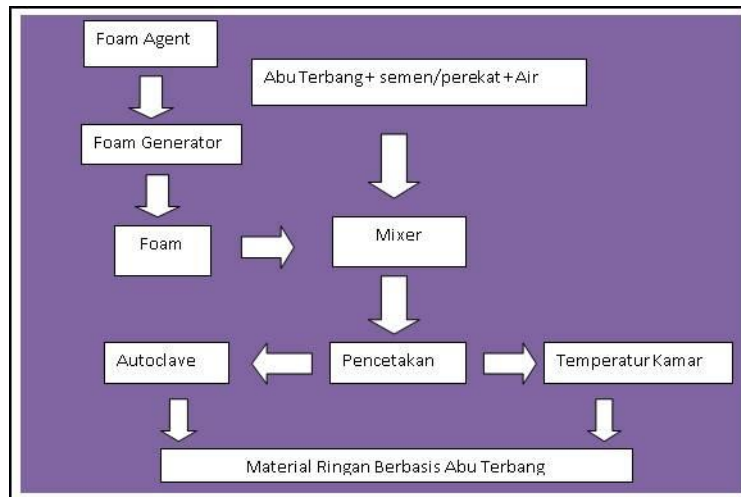 Foam Agent
Abu Terbang+ semen/perekat+Air
Foam Generator
Foam
Mixer
Autoclave
Pencetakan
Temperatur Kamar
Material Ringan Berbasis Abu Terbang